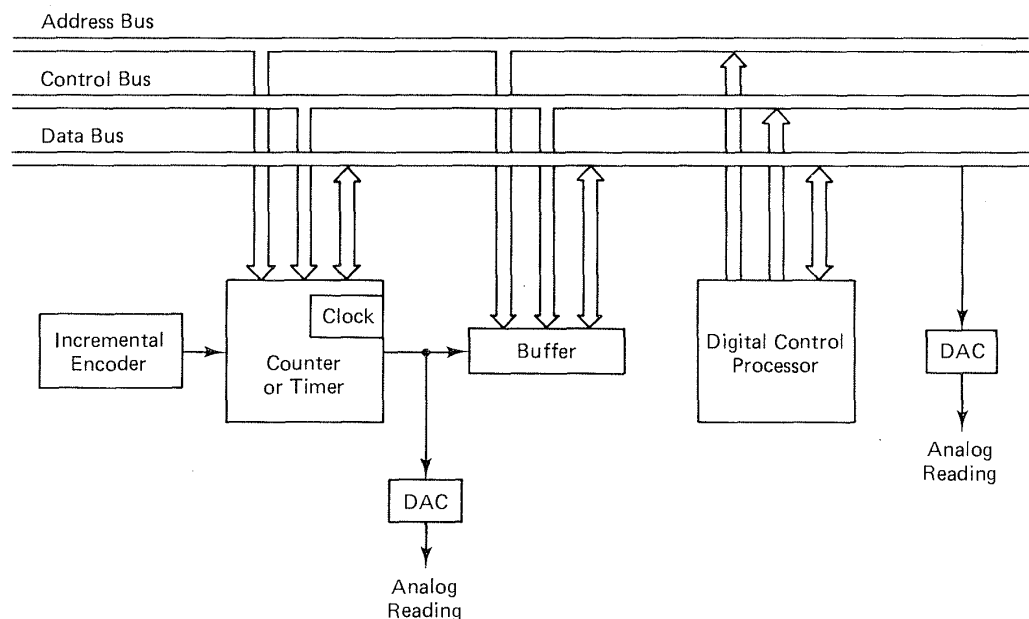 Address Bus
Control Bus
Data Bus
Clock
Incremental
Encoder
Counter
or Timer
Buffer
Digital Control
Processor
DAC
Analog
Reading
DAC
Analog
Reading